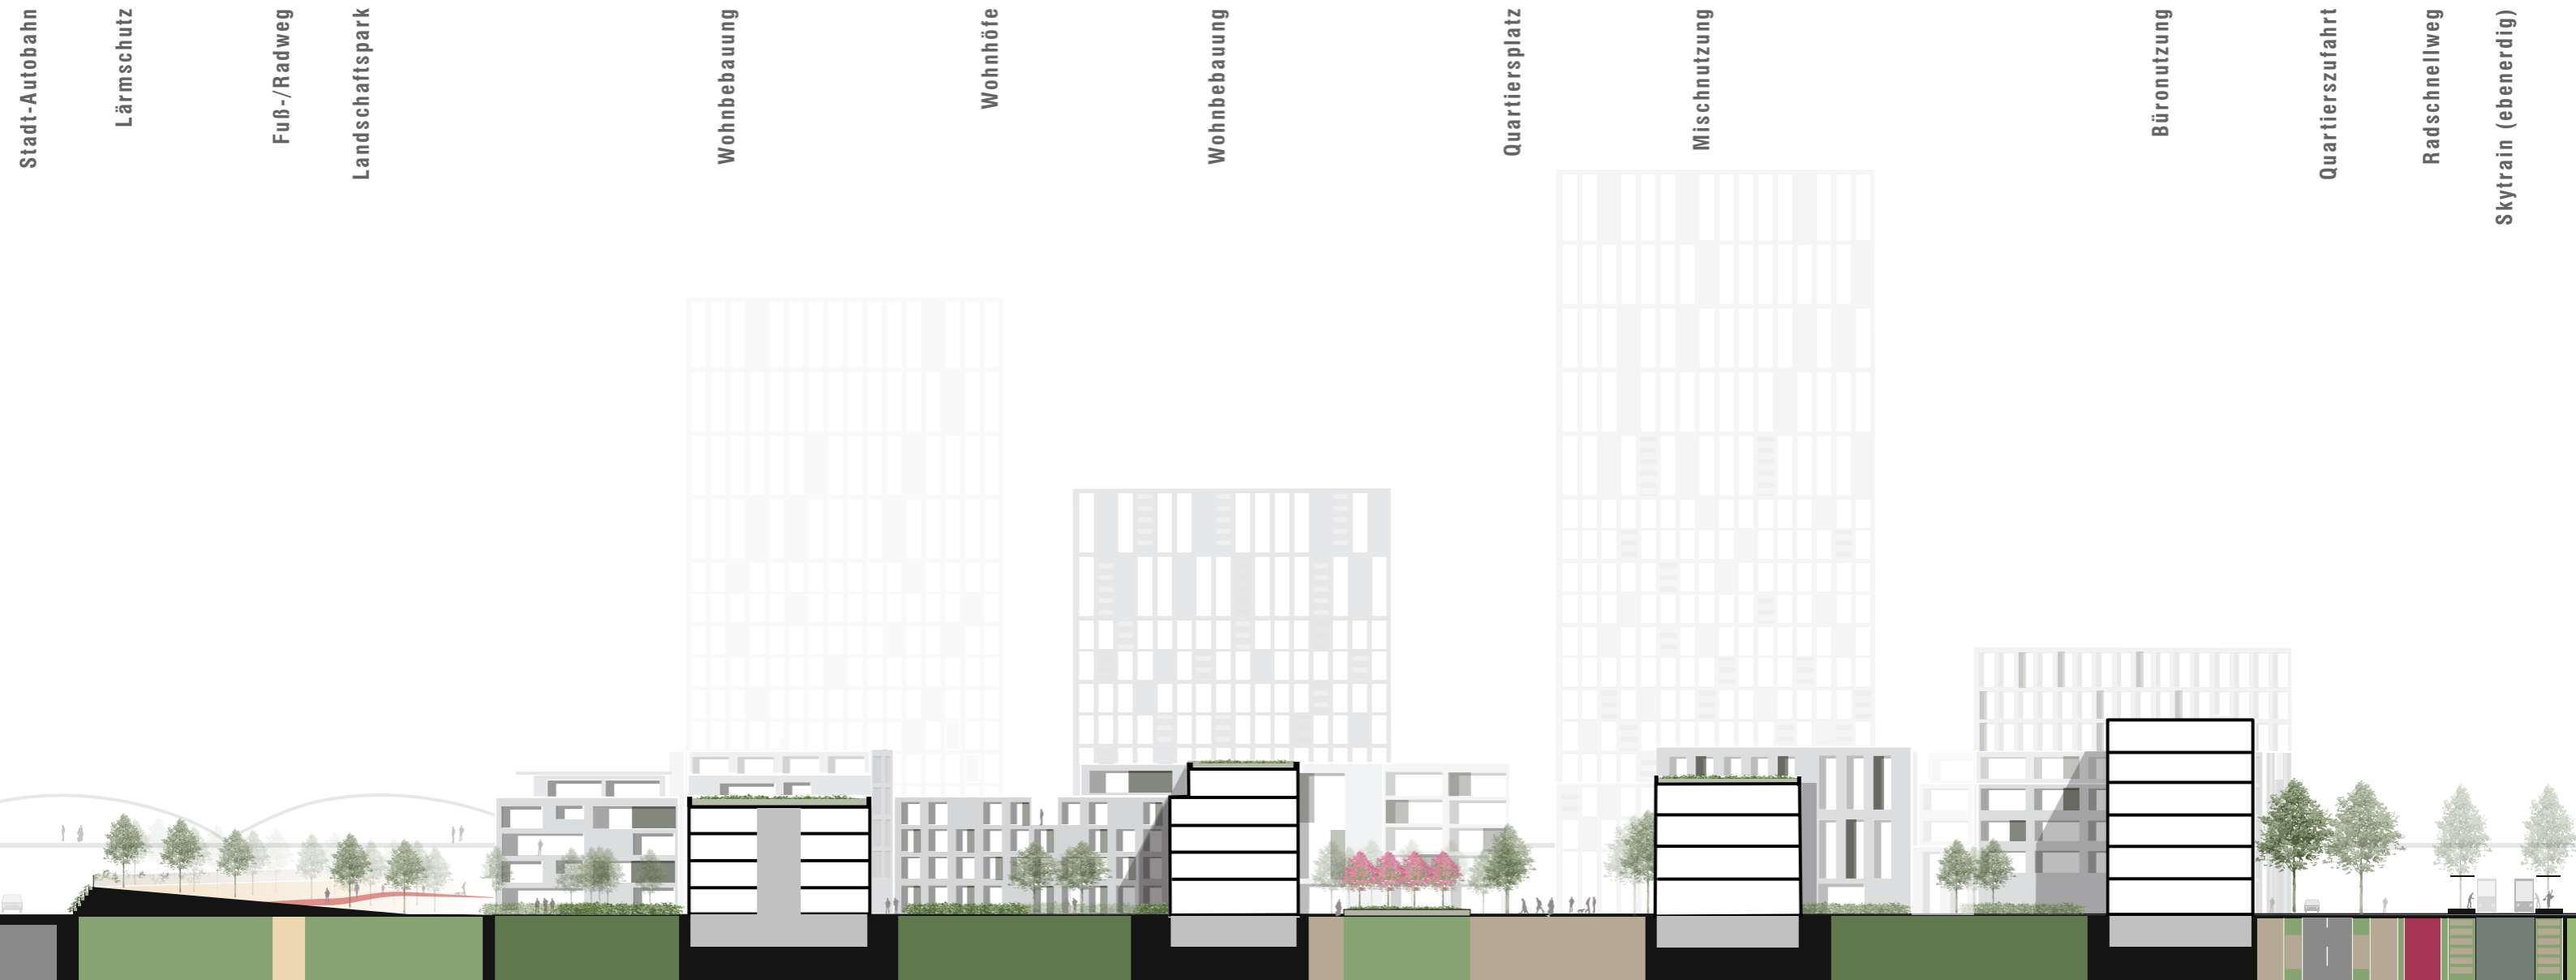 Stadt-Autobahn
Lärmschutz
Fuß-/Radweg
Landschaftspark
Wohnbebauung
Wohnhöfe
Wohnbebauung
Quartiersplatz
Mischnutzung
Büronutzung
Quartierszufahrt
Radschnellweg
Skytrain (ebenerdig)